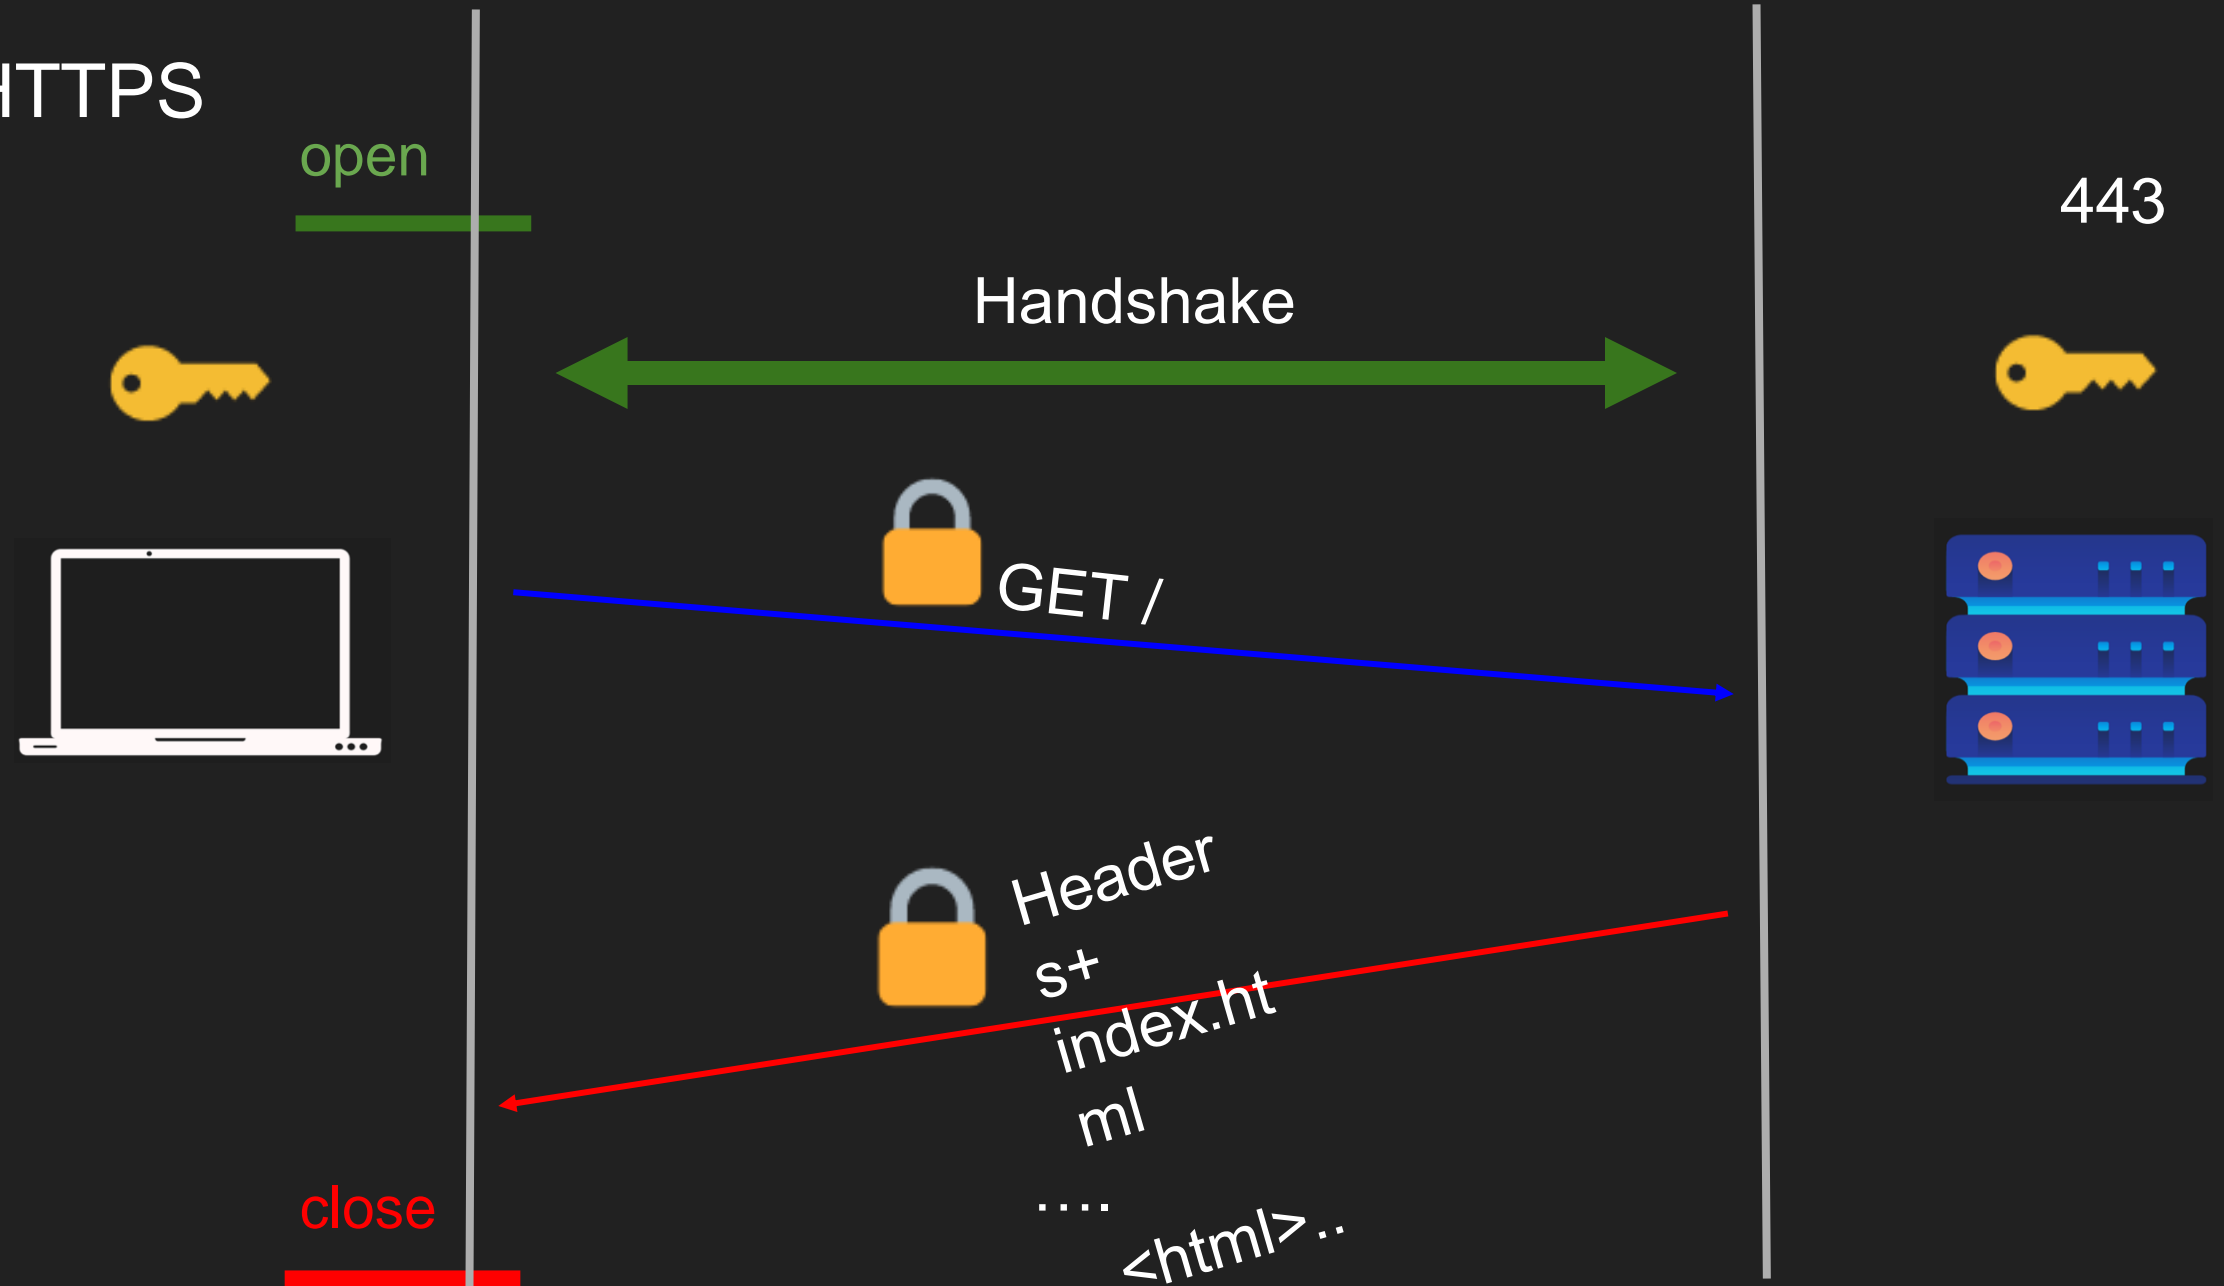 HTTPS
open
443
Handshake
GET /
Header
s+
index.ht
ml
....
<html>..
close